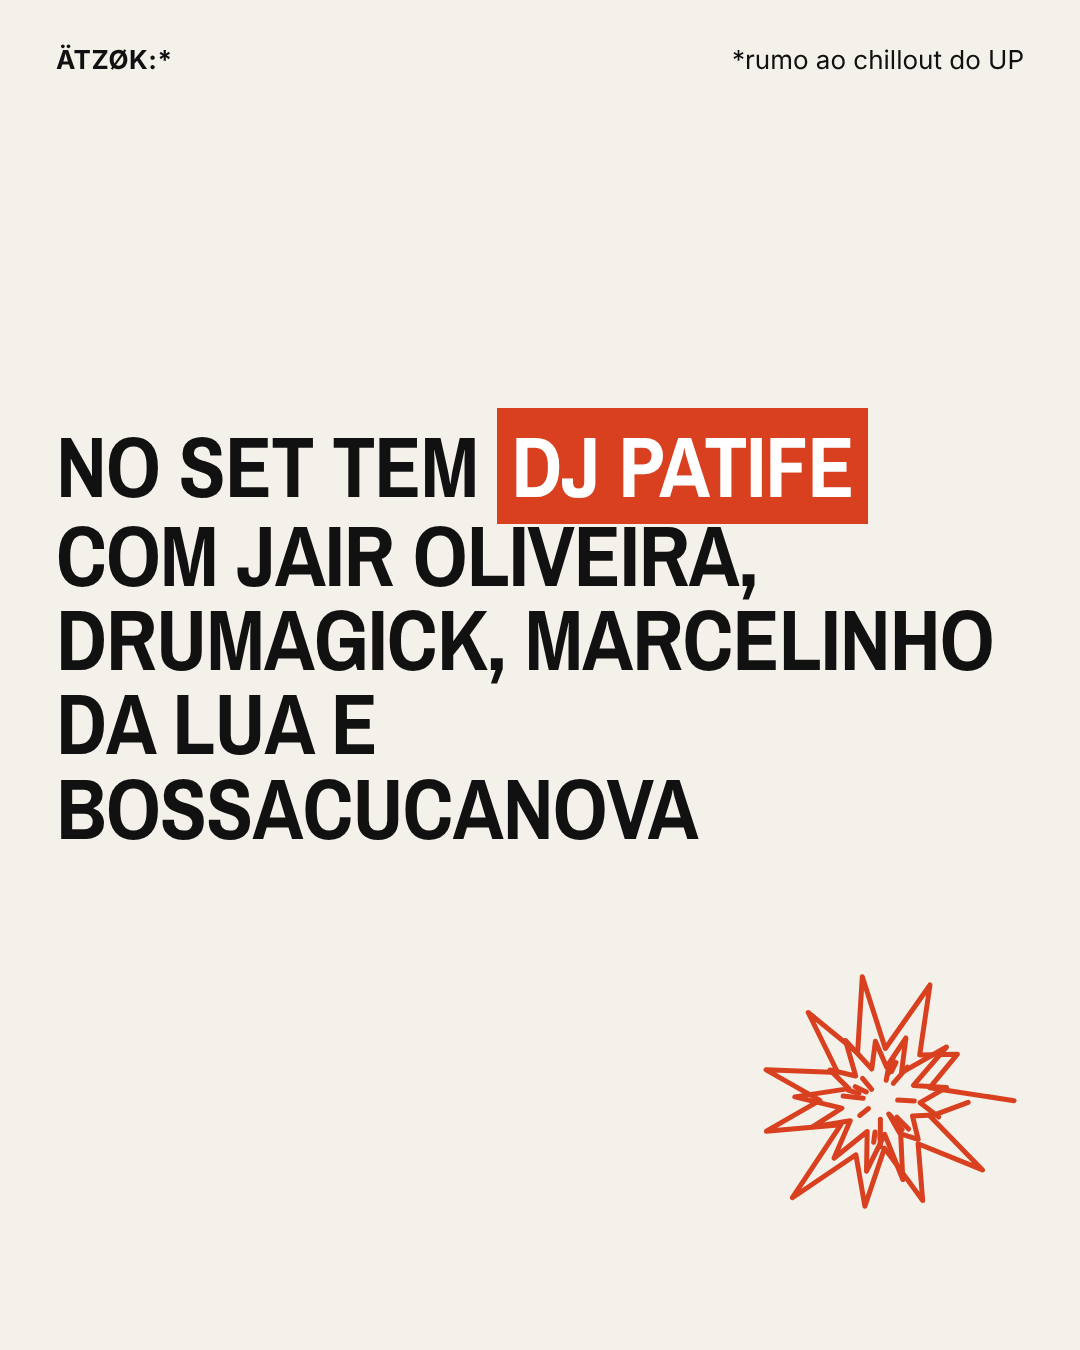 ÄTZØK:*
*rumo ao chillout do UP
NO SET TEM DJ PATIFE
COM JAIR OLIVEIRA,
DRUMAGICK, MARCELINHO
DA LUA E
BOSSACUCANOVA